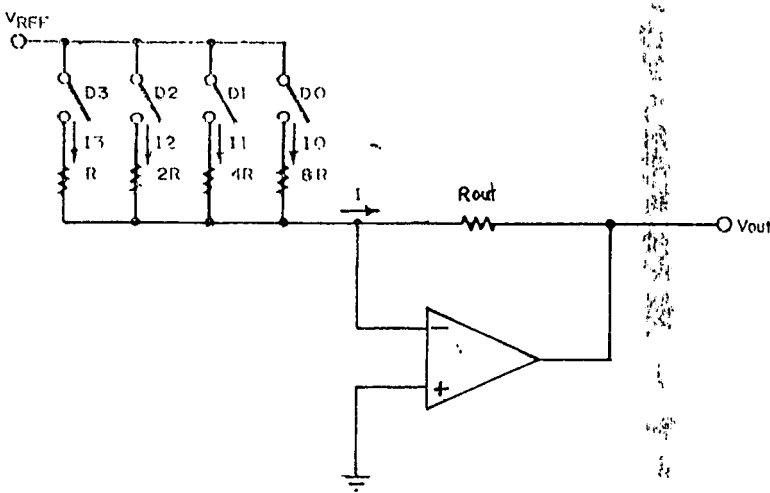 VREF
D3 D2 D1 D0
I3 I2 I1 I0
R 2R 4R 8R
I
Rout
Vout
−
+